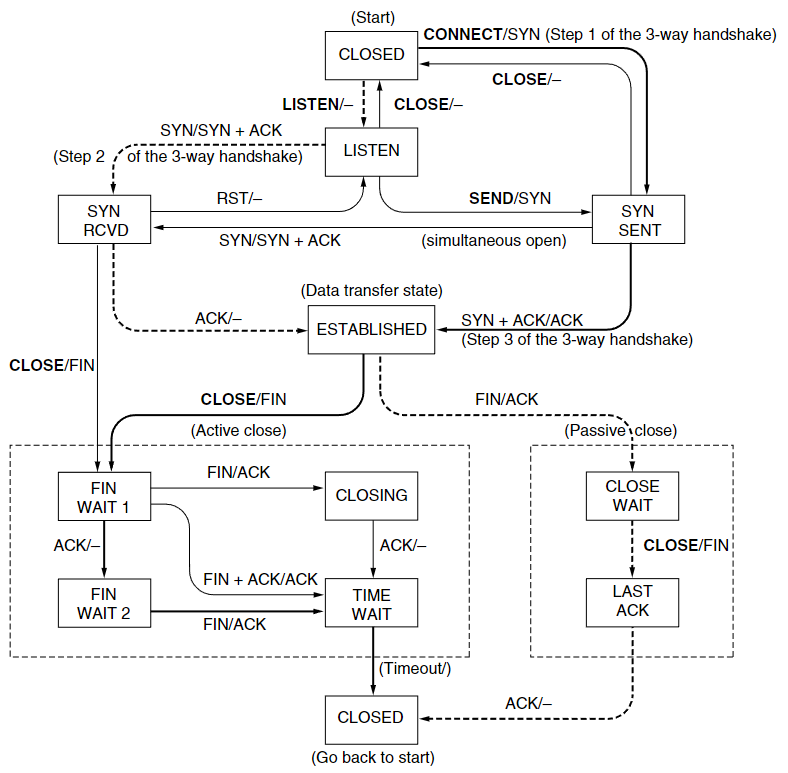 (Start)
CLOSED
CONNECT/SYN (Step 1 of the 3-way handshake)
CLOSE/–
LISTEN/–
CLOSE/–
SYN/SYN + ACK
(Step 2 of the 3-way handshake)
LISTEN
SYN
RCVD
RST/–
SEND/SYN
SYN
SENT
SYN/SYN + ACK
(simultaneous open)
(Data transfer state)
ACK/–
ESTABLISHED
SYN + ACK/ACK
(Step 3 of the 3-way handshake)
CLOSE/FIN
CLOSE/FIN
FIN/ACK
(Active close)
(Passive close)
FIN
WAIT 1
FIN/ACK
CLOSING
CLOSE
WAIT
ACK/–
ACK/–
CLOSE/FIN
FIN + ACK/ACK
FIN
WAIT 2
FIN/ACK
TIME
WAIT
LAST
ACK
(Timeout/)
CLOSED
ACK/–
(Go back to start)